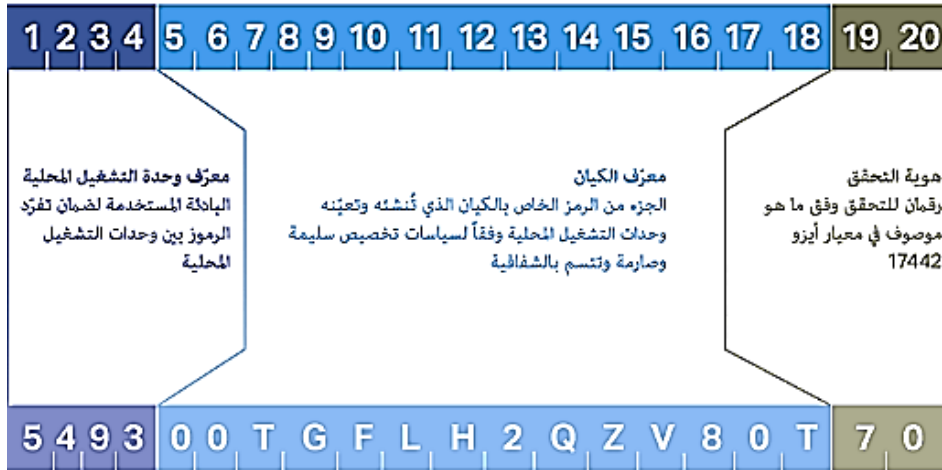 1 2 3 4 5 6 7 8 9 10 11 12 13 14 15 16 17 18 19 20
معرّف وحدة التشغيل المحلية
البادئة المستخدمة لضمان تفرّد
الرموز بين وحدات التشغيل
المحلية
معرّف الكيان
الجزء من الرمز الخاص بالكيان الذي تُنشئه وتعيّنه
وحدات التشغيل المحلية وفقاً لسياسات تخصيص سليمة
وصارمة وتتسم بالشفافية
هوية التحقق
رقمان للتحقق وفق ما هو
موصوف في معيار أيزو
17442
5 4 9 3 0 0 T G F L H 2 Q Z V 8 0 T 7 0